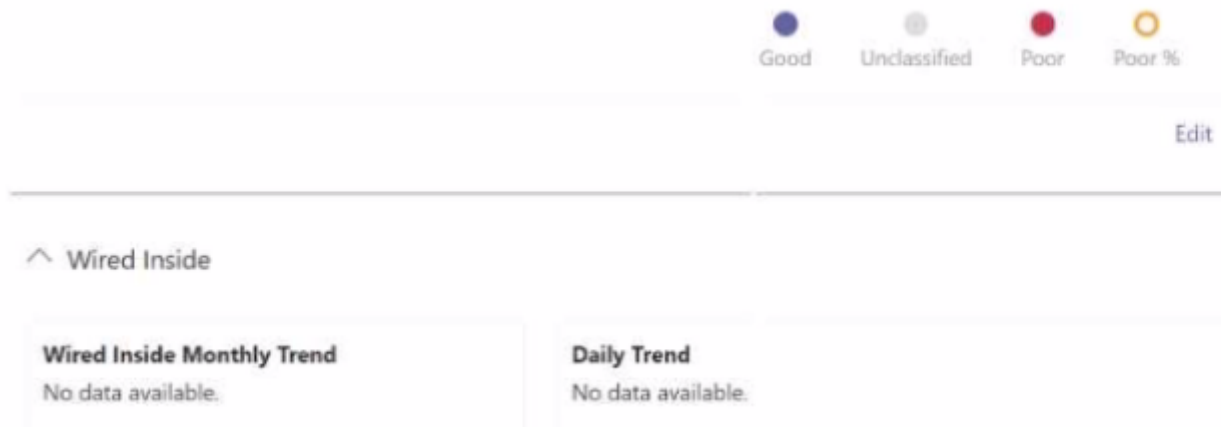 Good Unclassified Poor Poor %
Edit
Wired Inside
Wired Inside Monthly Trend Daily Trend
No data available. No data available.